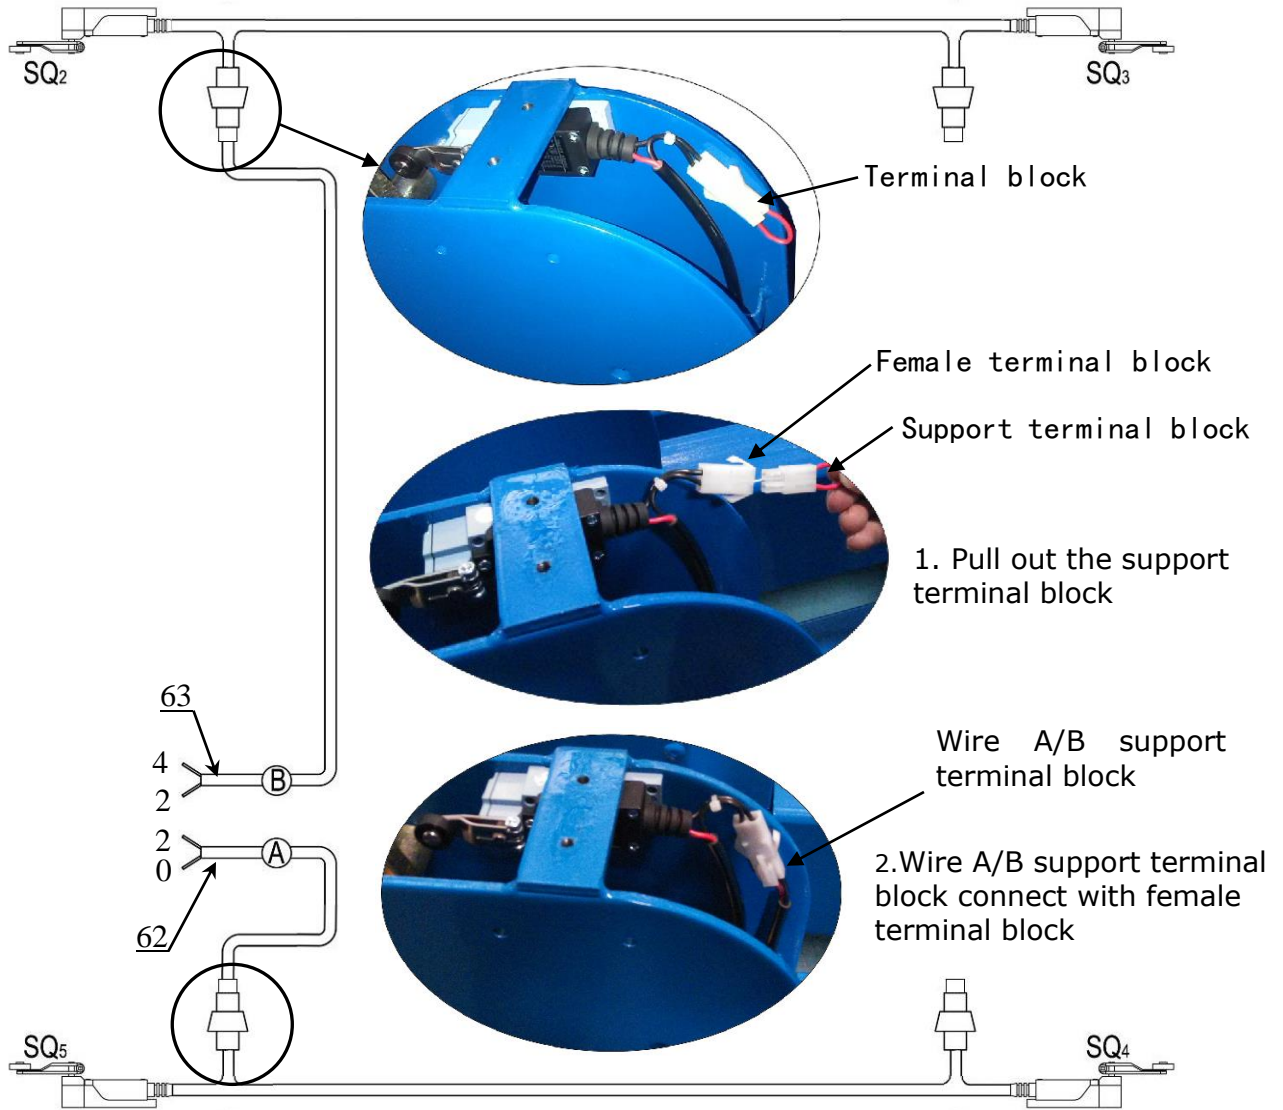 SQ2
SQ3
Terminal block
Female terminal block
Support terminal block
1. Pull out the support
terminal block
63
4
B
2
Wire A/B support
terminal block
2
A
0
62
2.Wire A/B support terminal
block connect with female
terminal block
SQ5
SQ4